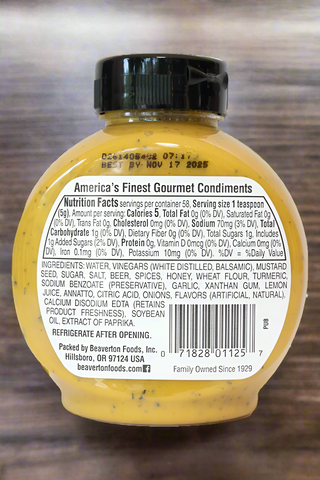 BEST BY NOV 17 2025
America's Finest Gourmet Condiments
Nutrition Facts servings per container 58, Serving size 1 teaspoon
(5g), Amount per serving: Calories 5, Total Fat 0g (0% DV), Saturated Fat 0g
(0% DV), Trans Fat 0g, Cholesterol 0mg (0% DV), Sodium 70mg (3% DV), Total
Carbohydrate 1g (0% DV), Dietary Fiber 0g (0% DV), Total Sugars 1g, Includes
1g Added Sugars (2% DV), Protein 0g, Vitamin D 0mcg (0% DV), Calcium 0mg (0%
DV), Iron 0.1mg (0% DV), Potassium 10mg (0% DV). %DV = %Daily Value
INGREDIENTS: WATER, VINEGARS (WHITE DISTILLED, BALSAMIC), MUSTARD
SEED, SUGAR, SALT, BEER, SPICES, HONEY, WHEAT FLOUR, TURMERIC,
SODIUM BENZOATE (PRESERVATIVE), GARLIC, XANTHAN GUM, LEMON
JUICE, ANNATTO, CITRIC ACID, ONIONS, FLAVORS (ARTIFICIAL, NATURAL),
CALCIUM DISODIUM EDTA (RETAINS
PRODUCT FRESHNESS), SOYBEAN
OIL, EXTRACT OF PAPRIKA.
REFRIGERATE AFTER OPENING.
Packed by Beaverton Foods, Inc.
Hillsboro, OR 97124 USA
beavertonfoods.com
0 71828 01125 7
Family Owned Since 1929